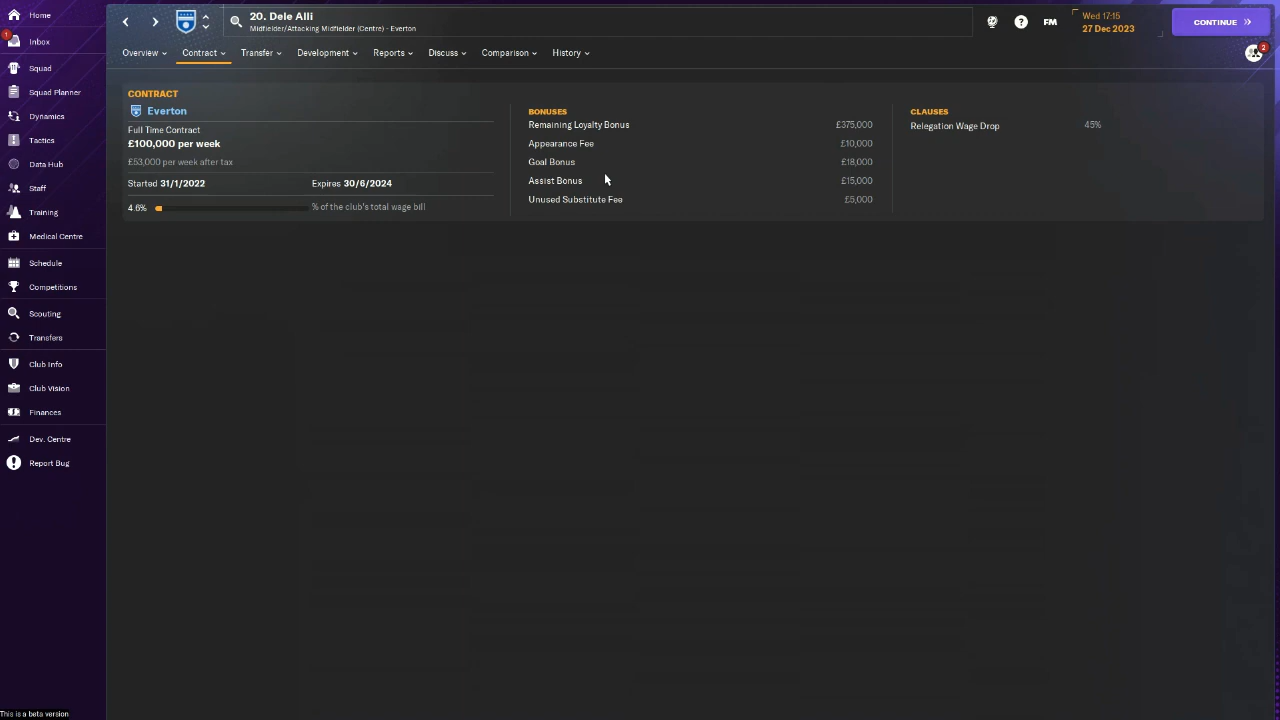 Home
1
Inbox
Squad
Squad Planner
Dynamics
Tactics
Data Hub
Staff
Training
Medical Centre
Schedule
Competitions
Scouting
Transfers
Club Info
Club Vision
Finances
Dev. Centre
Report Bug
This is a beta version
20. Dele Alli
Midfielder/Attacking Midfielder (Centre) - Everton
?
FM
Wed 17:15
27 Dec 2023
CONTINUE
2
Overview
Contract
Transfer
Development
Reports
Discuss
Comparison
History
CONTRACT
Everton
Full Time Contract
£100,000 per week
£53,000 per week after tax
Started 31/1/2022
Expires 30/6/2024
4.6%
% of the club's total wage bill
BONUSES
Remaining Loyalty Bonus £375,000
Appearance Fee £10,000
Goal Bonus £18,000
Assist Bonus £15,000
Unused Substitute Fee £5,000
CLAUSES
Relegation Wage Drop 45%